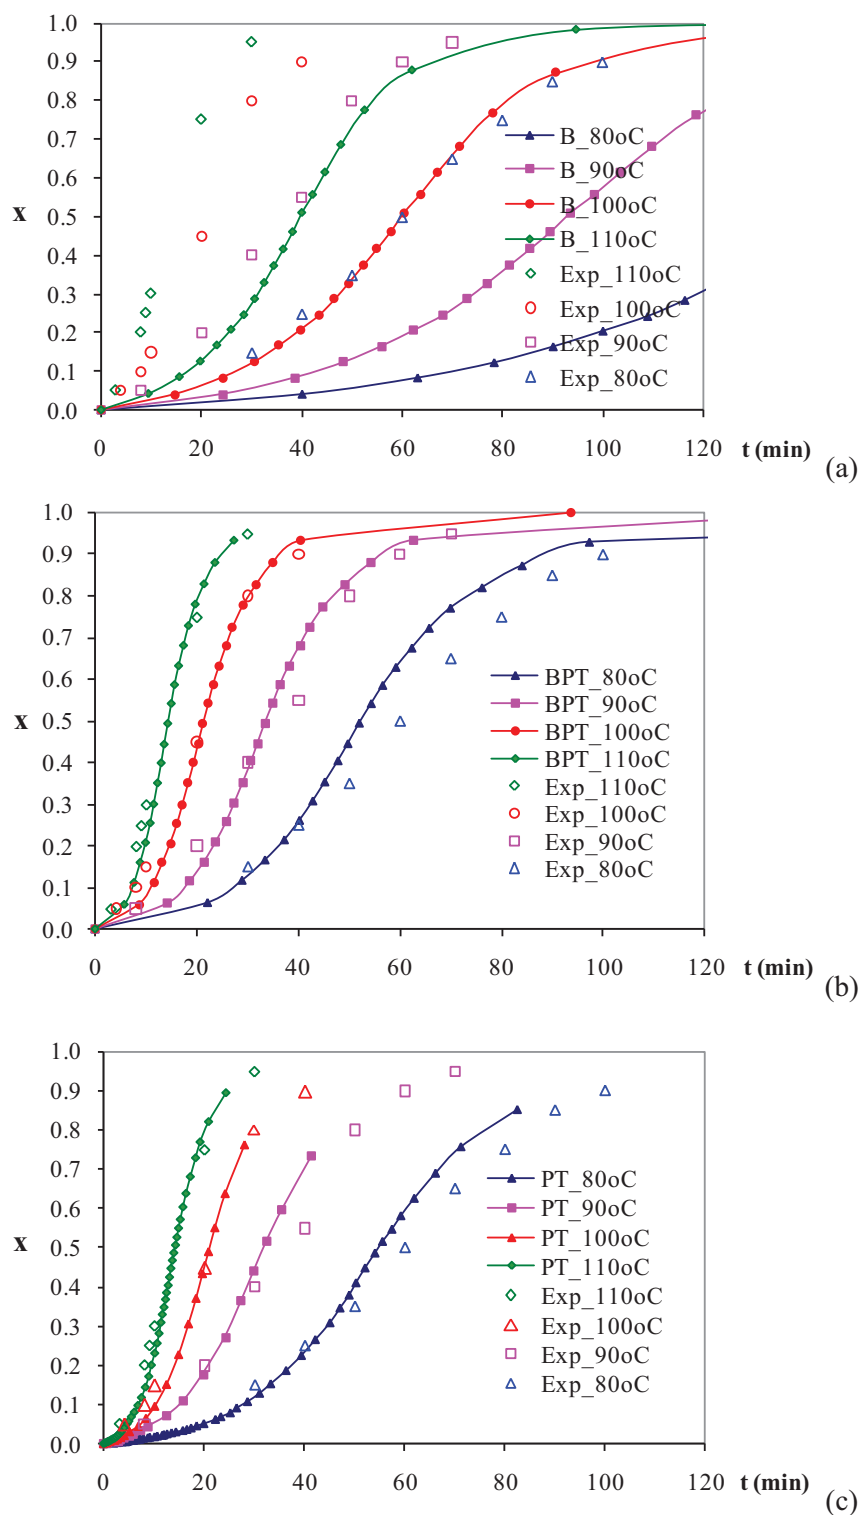 1.0
0.9
0.8
0.7
0.6
x
0.5
0.4
0.3
0.2
0.1
0.0
B_80oC
B_90oC
B_100oC
B_110oC
Exp_110oC
Exp_100oC
Exp_90oC
Exp_80oC
0 20 40 60 80 100 120 t (min)
(a)
1.0
0.9
0.8
0.7
0.6
x
0.5
0.4
0.3
0.2
0.1
0.0
BPT_80oC
BPT_90oC
BPT_100oC
BPT_110oC
Exp_110oC
Exp_100oC
Exp_90oC
Exp_80oC
0 20 40 60 80 100 120 t (min)
(b)
1.0
0.9
0.8
0.7
0.6
x
0.5
0.4
0.3
0.2
0.1
0.0
PT_80oC
PT_90oC
PT_100oC
PT_110oC
Exp_110oC
Exp_100oC
Exp_90oC
Exp_80oC
0 20 40 60 80 100 120 t (min)
(c)